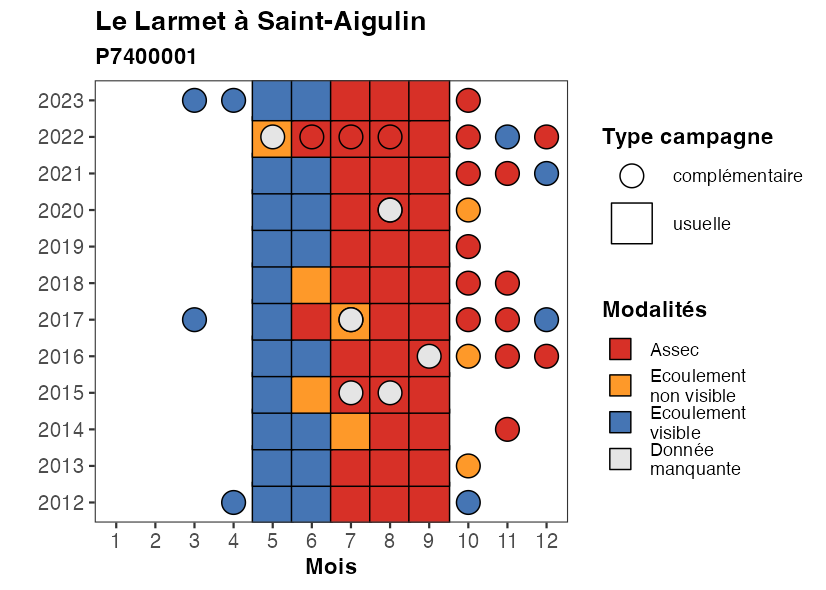 Le Larmet à Saint-Aigulin
P7400001
2023
2022
2021
2020
2019
2018
2017
2016
2015
2014
2013
2012
1 2 3 4 5 6 7 8 9 10 11 12
Mois
Type campagne
complémentaire
usuelle
Modalités
Assec
Ecoulement
non visible
Ecoulement
visible
Donnée
manquante